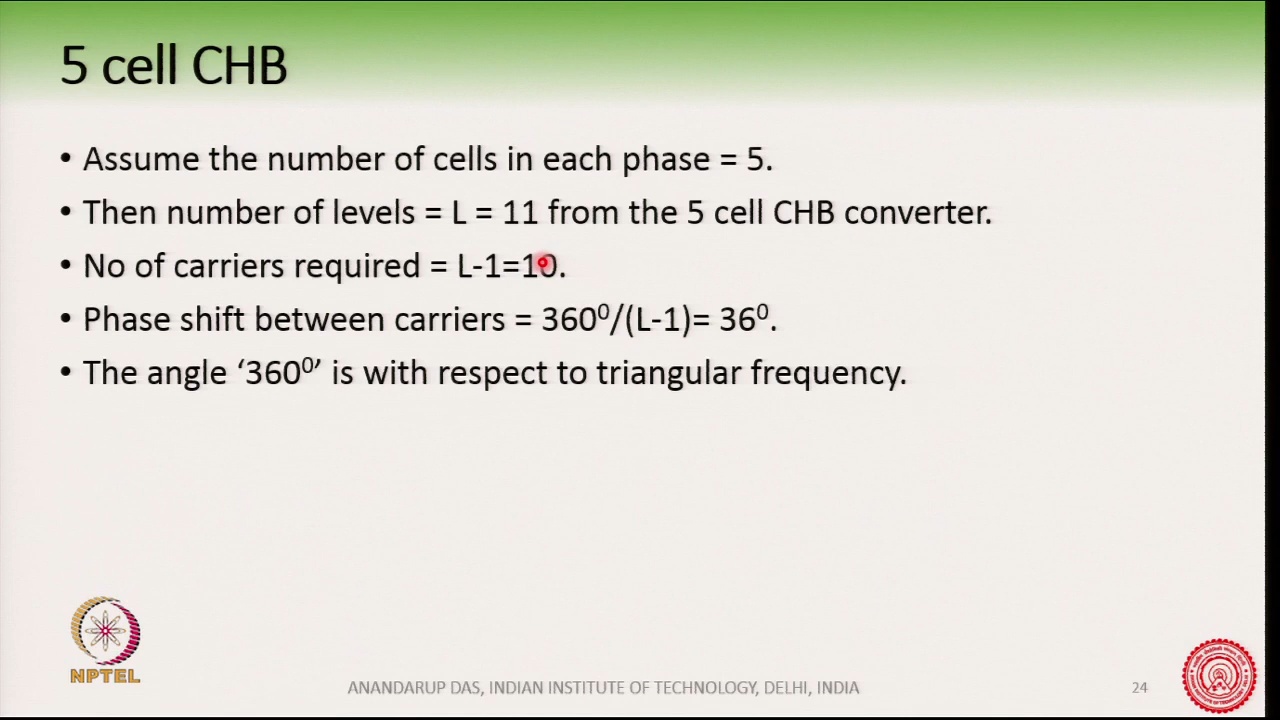 5 cell CHB
• Assume the number of cells in each phase = 5.
• Then number of levels = L = 11 from the 5 cell CHB converter.
• No of carriers required = L-1=10.
• Phase shift between carriers = 360⁰/(L-1)= 36⁰.
• The angle ‘360⁰’ is with respect to triangular frequency.
NPTEL
ANANDARUP DAS, INDIAN INSTITUTE OF TECHNOLOGY, DELHI, INDIA
24